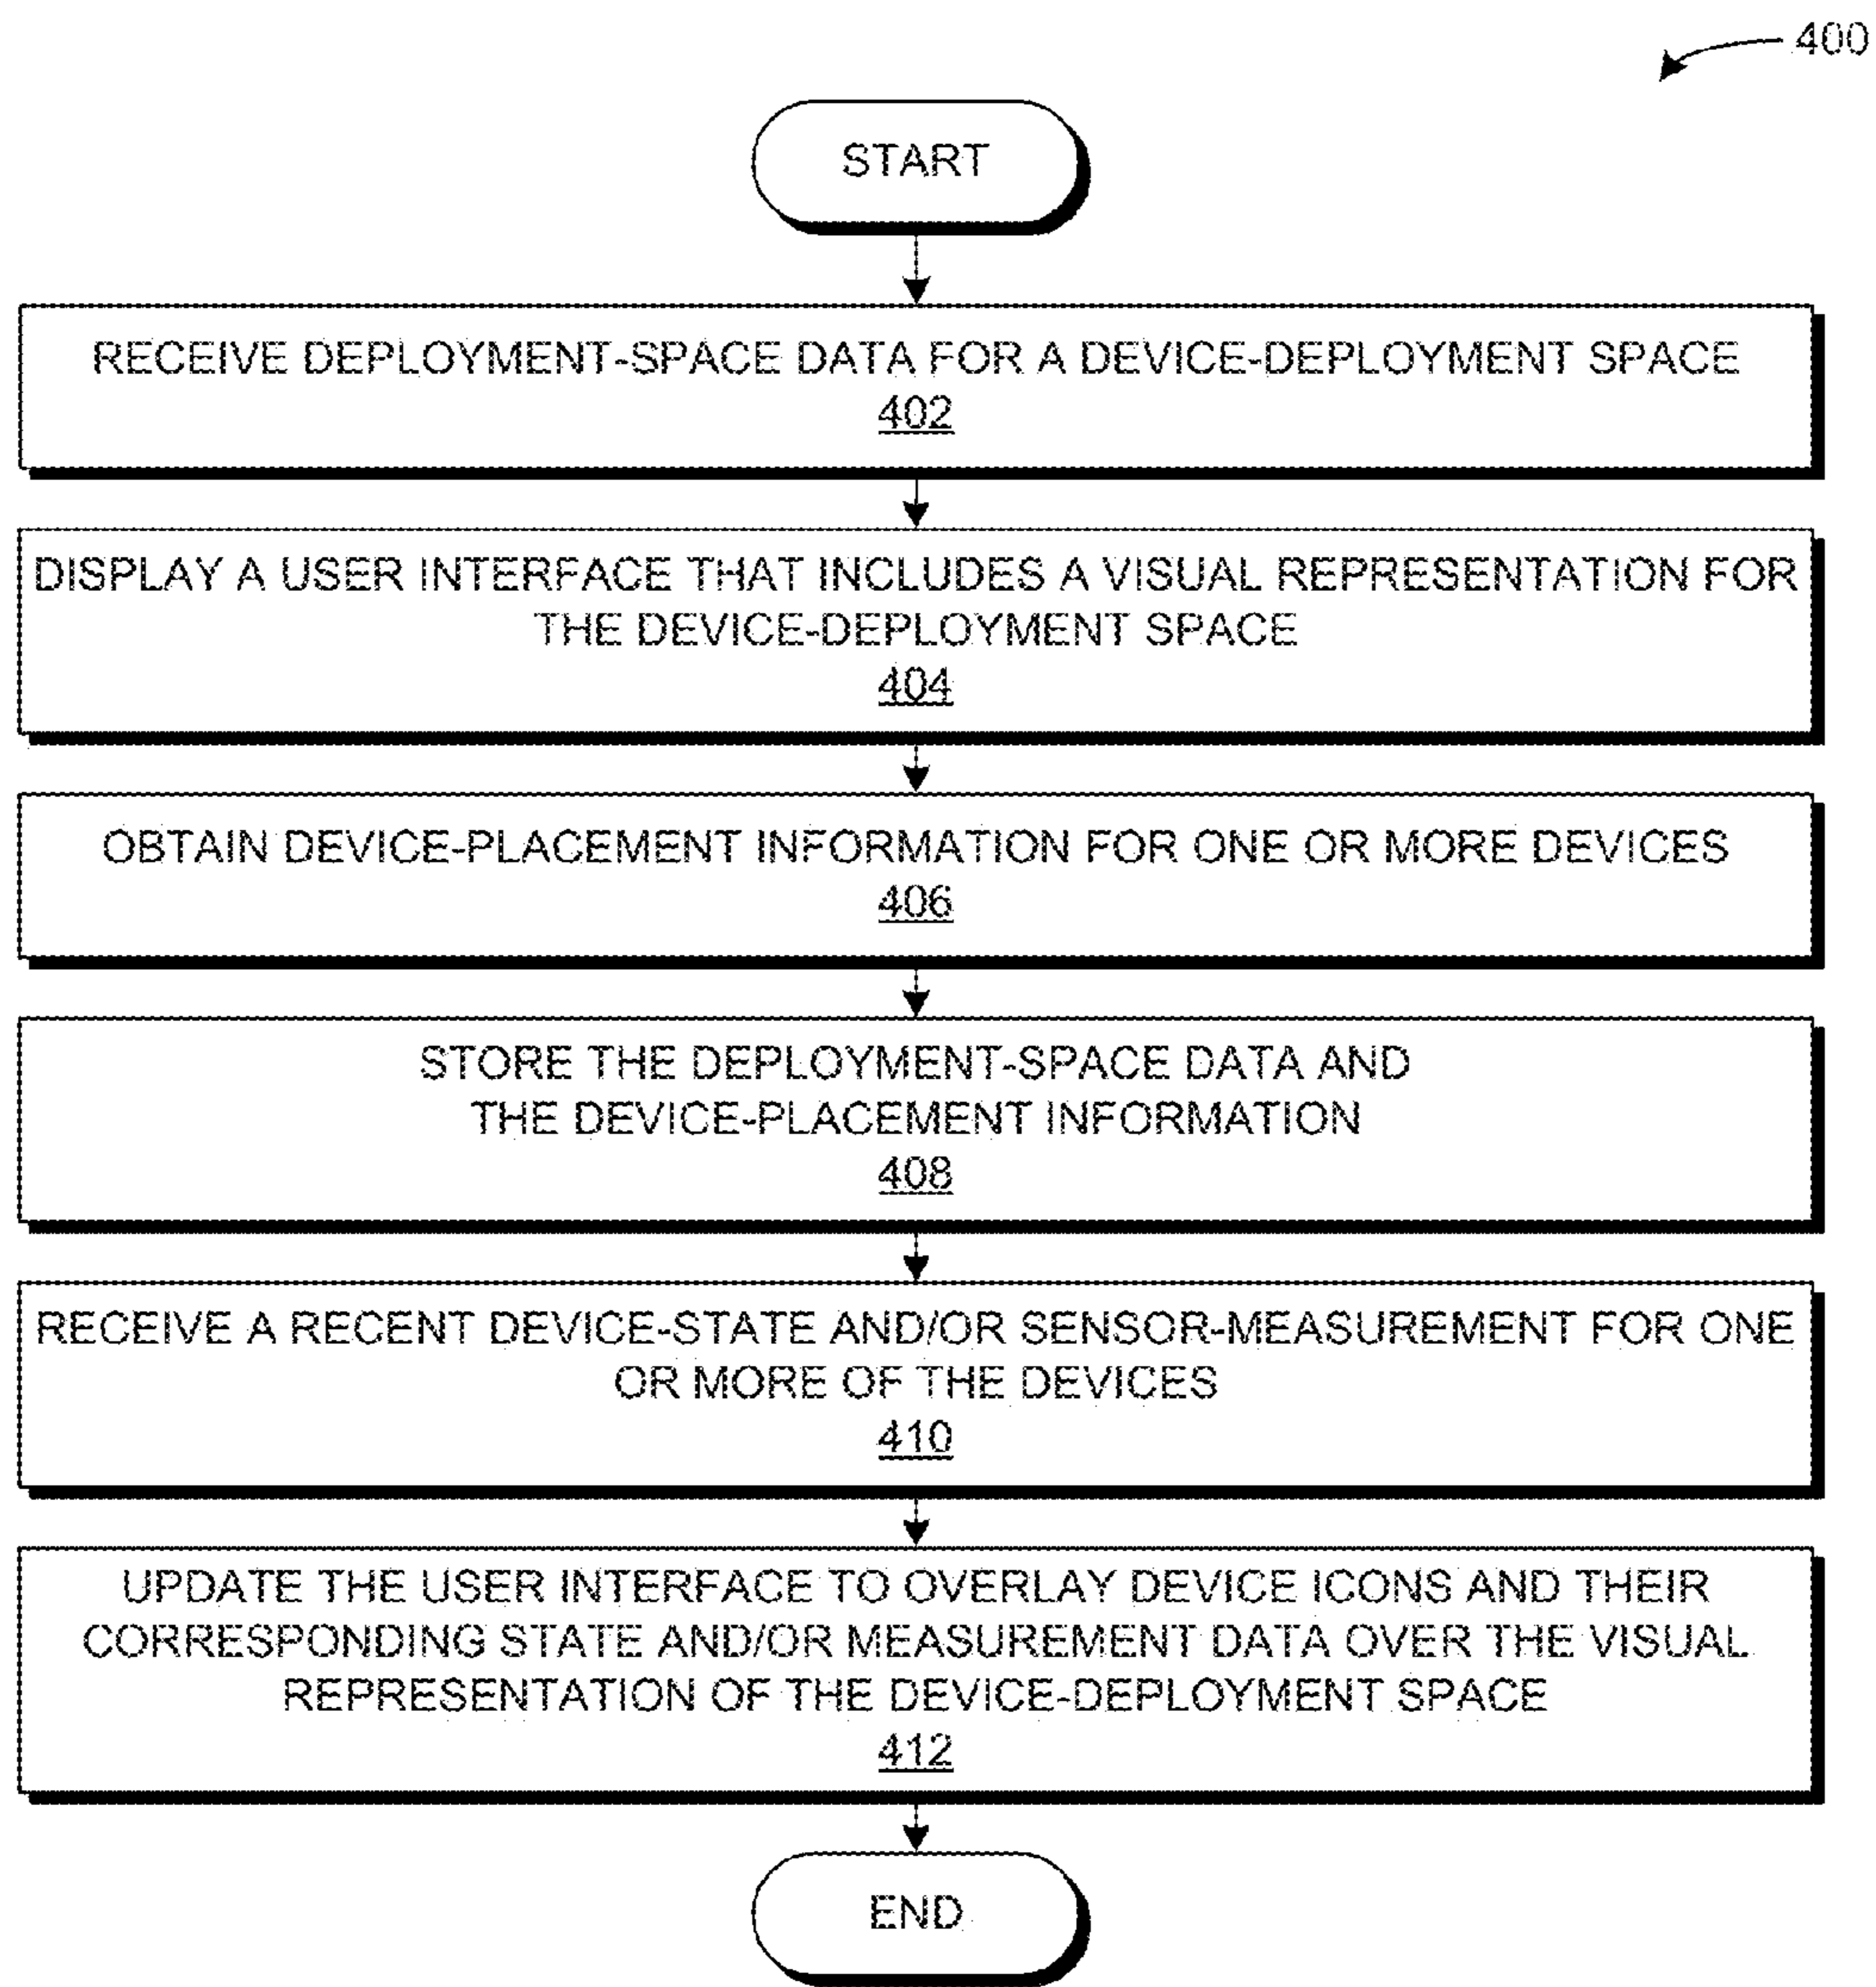 400
START
RECEIVE DEPLOYMENT-SPACE DATA FOR A DEVICE-DEPLOYMENT SPACE
402
DISPLAY A USER INTERFACE THAT INCLUDES A VISUAL REPRESENTATION FOR
THE DEVICE-DEPLOYMENT SPACE
404
OBTAIN DEVICE-PLACEMENT INFORMATION FOR ONE OR MORE DEVICES
406
STORE THE DEPLOYMENT-SPACE DATA AND
THE DEVICE-PLACEMENT INFORMATION
408
RECEIVE A RECENT DEVICE-STATE AND/OR SENSOR-MEASUREMENT FOR ONE
OR MORE OF THE DEVICES
410
UPDATE THE USER INTERFACE TO OVERLAY DEVICE ICONS AND THEIR
CORRESPONDING STATE AND/OR MEASUREMENT DATA OVER THE VISUAL
REPRESENTATION OF THE DEVICE-DEPLOYMENT SPACE
412
END